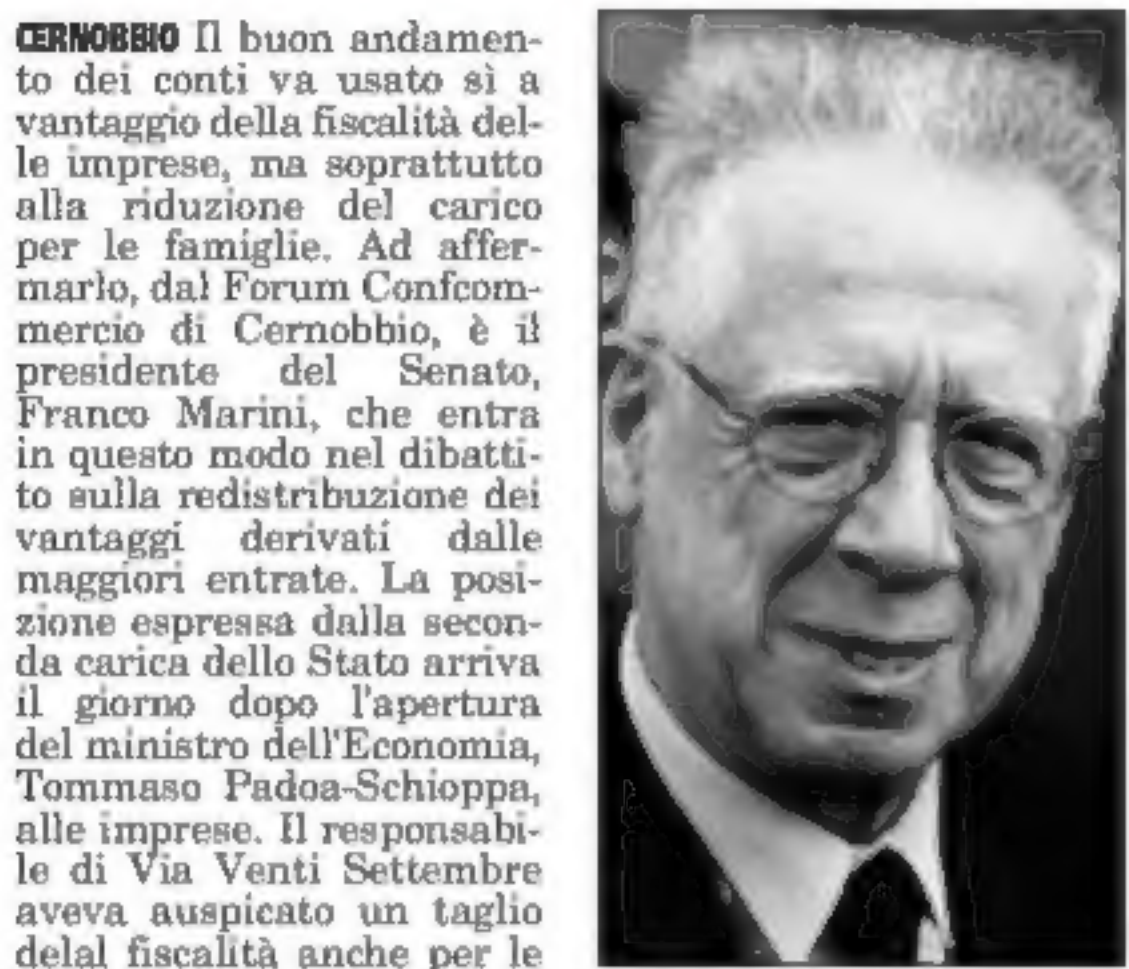 CERNOBBIO Il buon andamen-
to dei conti va usato sì a
vantaggio della fiscalità del-
le imprese, ma soprattutto
alla riduzione del carico
per le famiglie. Ad affer-
marlo, dal Forum Confcom-
mercio di Cernobbio, è il
presidente del Senato,
Franco Marini, che entra
in questo modo nel dibatti-
to sulla redistribuzione dei
vantaggi derivati dalle
maggiori entrate. La posi-
zione espressa dalla secon-
da carica dello Stato arriva
il giorno dopo l'apertura
del ministro dell'Economia,
Tommaso Padoa-Schioppa,
alle imprese. Il responsabi-
le di Via Venti Settembre
aveva auspicato un taglio
delal fiscalità anche per le